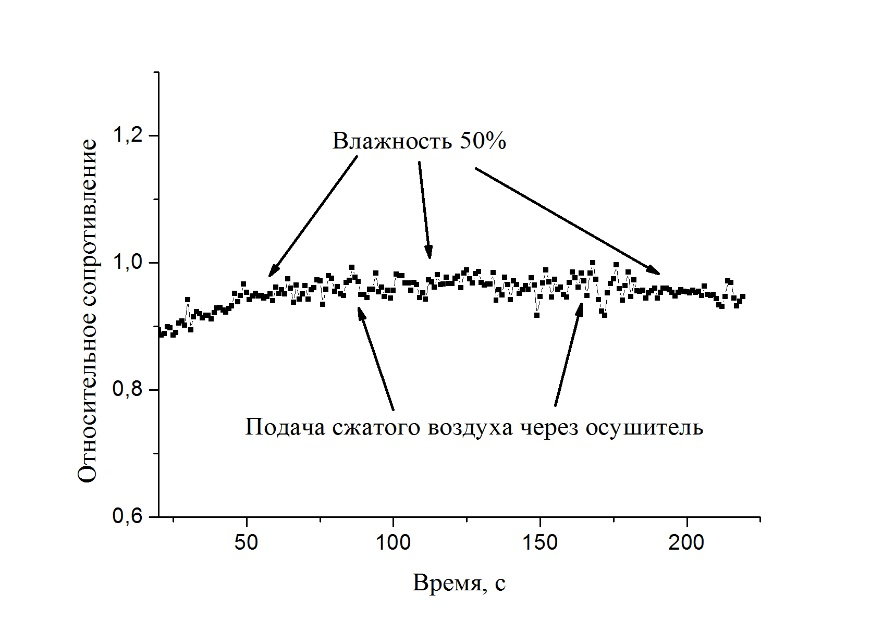 Относительное сопротивление
1,2
1,0
0,8
0,6
Влажность 50%
Подача сжатого воздуха через осушитель
50
100
150
200
Время, с